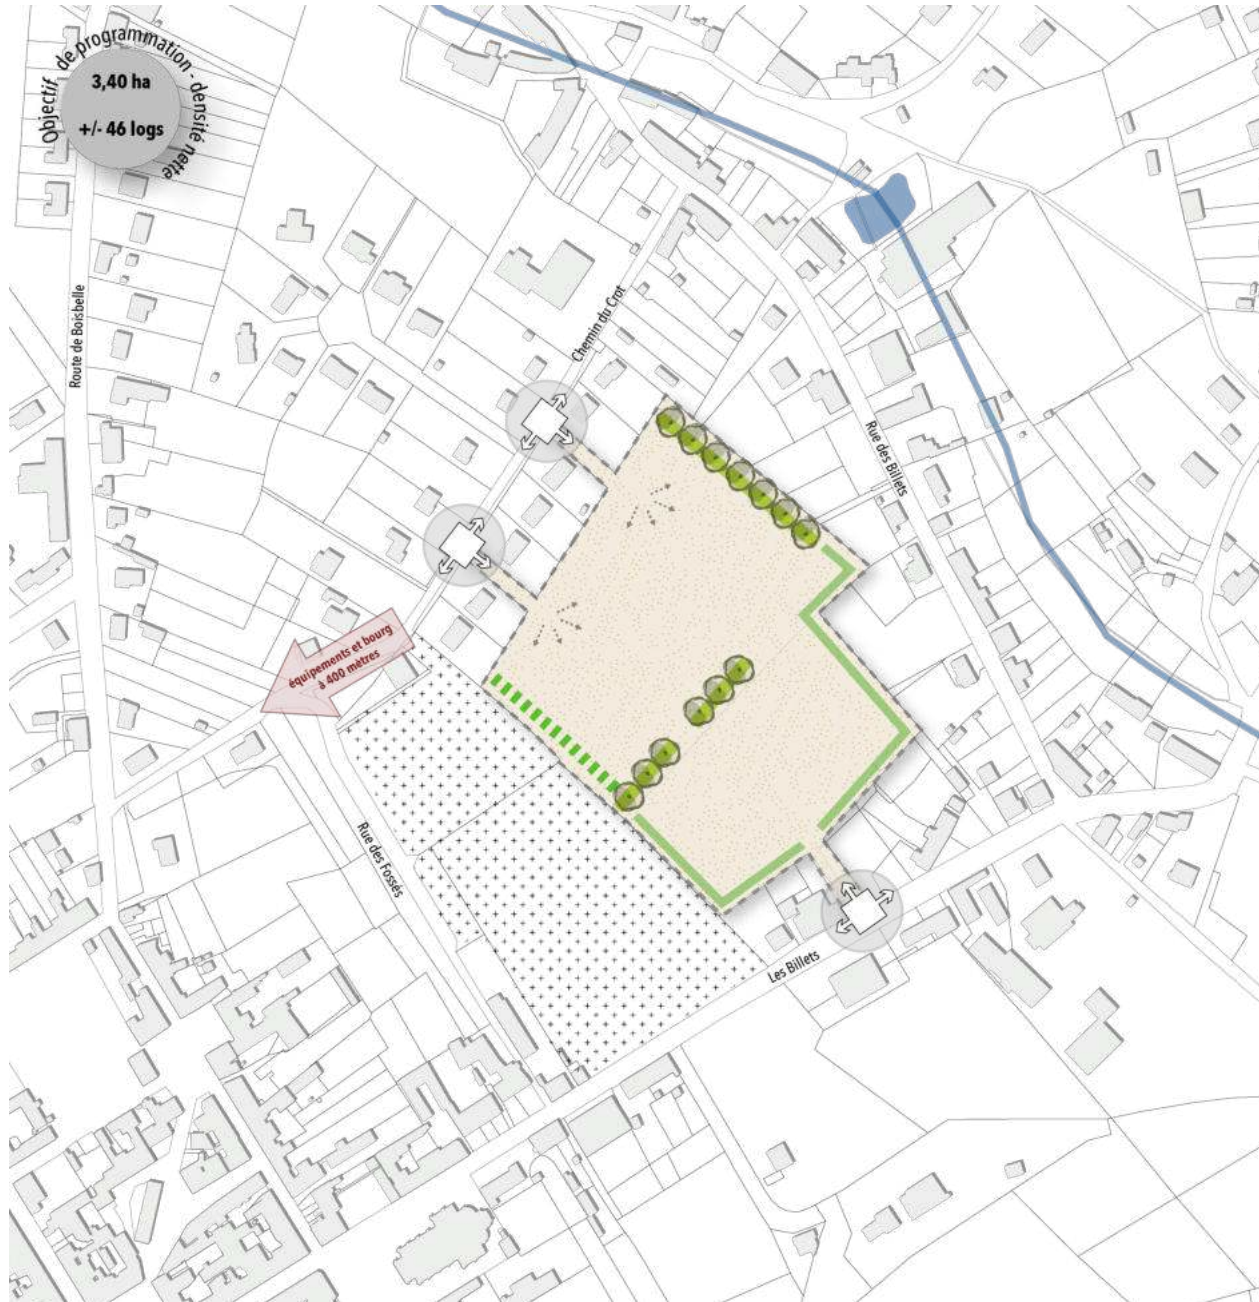 Objectif de programmation - densité nette
3,40 ha
+/- 46 logs
Route de Boisbelle
Chemin du Crot
Rue des Billets
équipements et bourg
à 400 mètres
Rue des Fossés
Les Billets